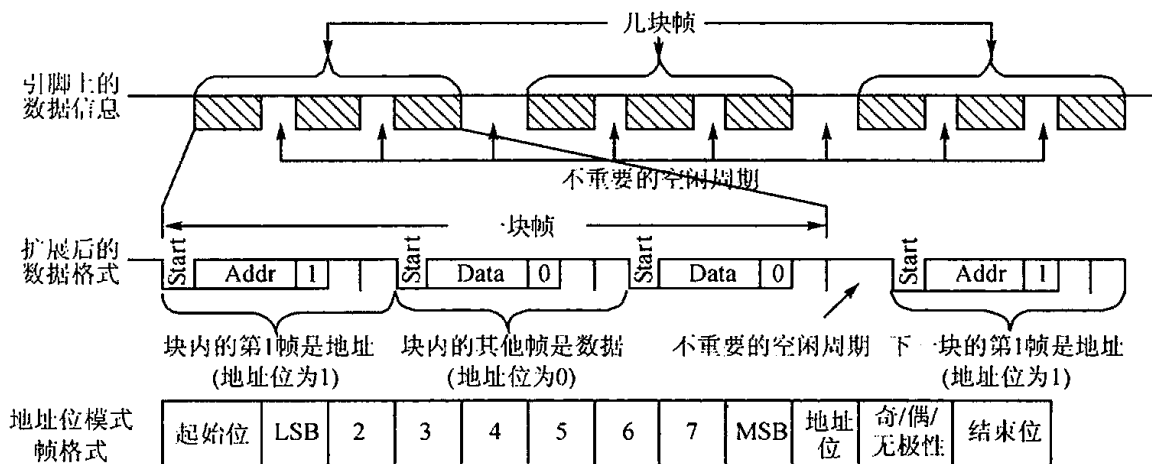 几块帧
引脚上的
数据信息
不重要的空闲周期
一块帧
扩展后的
数据格式
Start Addr 1 Start Data 0 Start Data 0 Start Addr 1
块内的第1帧是地址
(地址位为1)
块内的其他帧是数据
(地址位为0)
不重要的空闲周期
下一块的第1帧是地址
(地址位为1)
地址位模式
帧格式
起始位 LSB 2 3 4 5 6 7 MSB 地址位 奇/偶/无极性 结束位